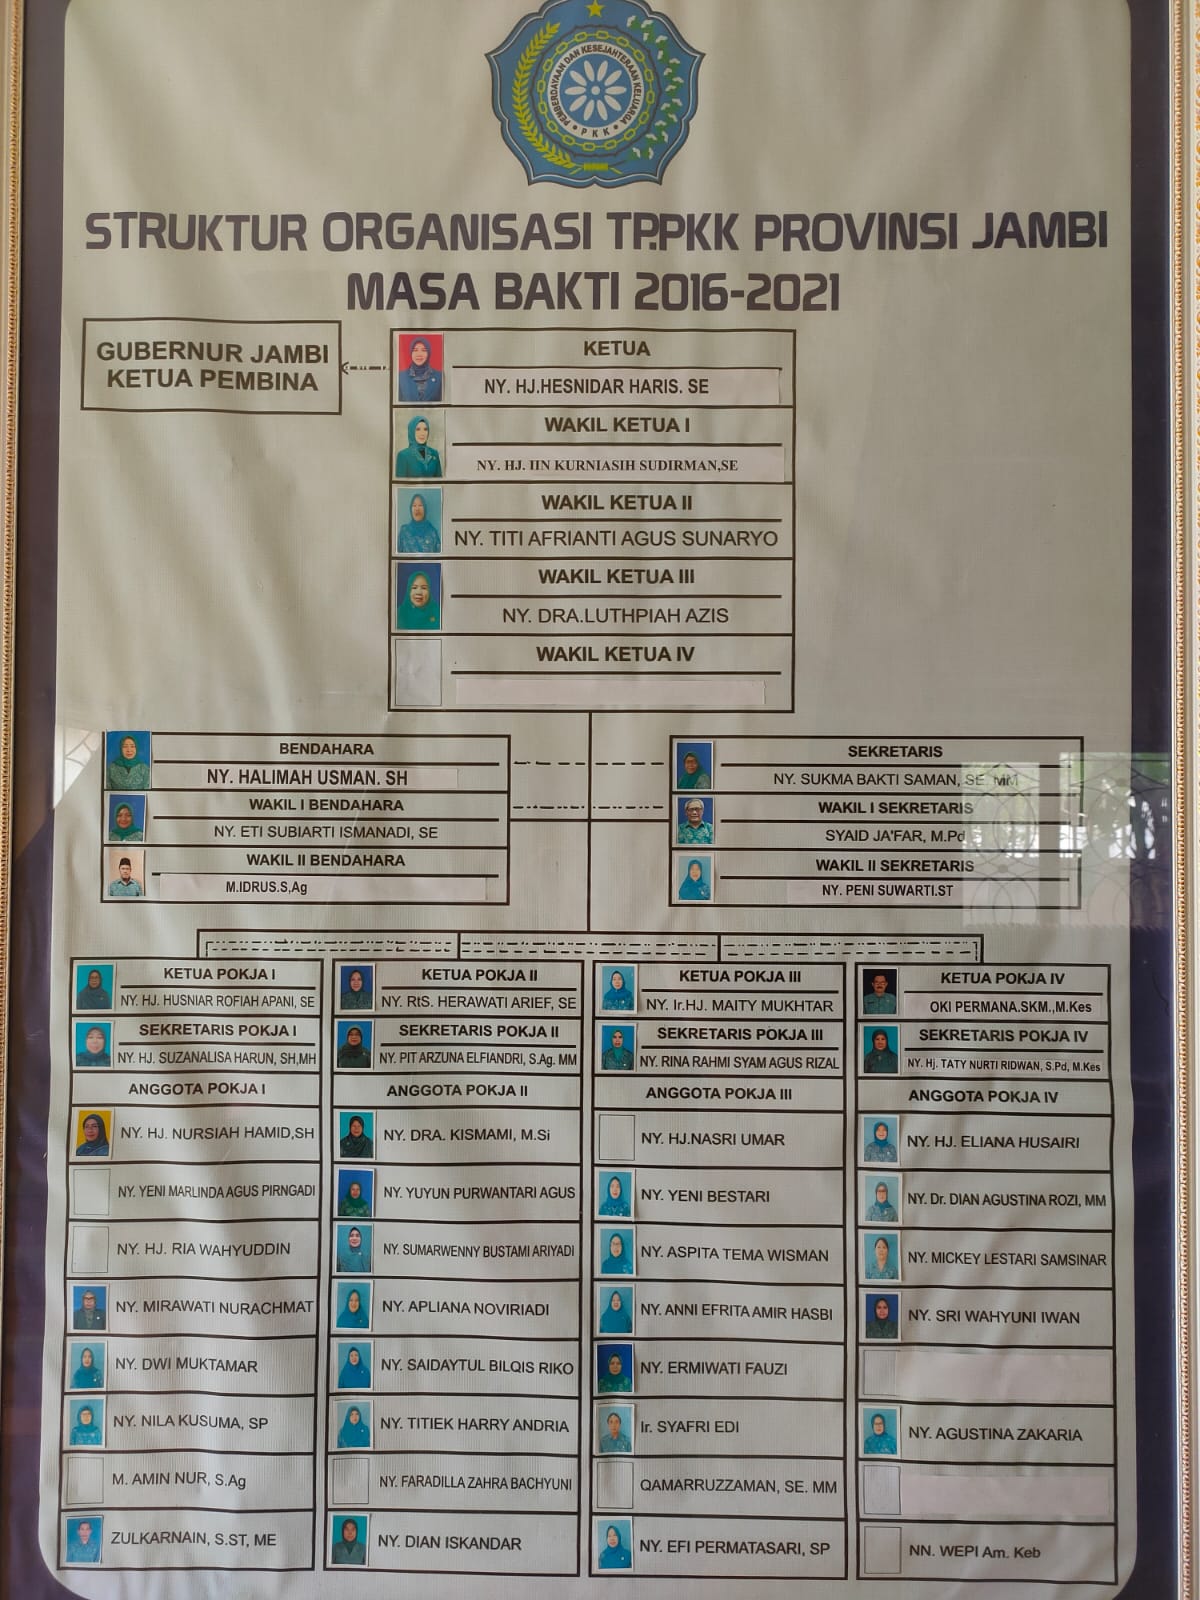 PEMBERDAYAAN DAN KESEJAHTERAAN KELUARGA
PKK
STRUKTUR ORGANISASI TP.PKK PROVINSI JAMBI
MASA BAKTI 2016-2021
GUBERNUR JAMBI
KETUA PEMBINA
KETUA
NY. HJ.HESNIDAR HARIS. SE
WAKIL KETUA I
NY. HJ. IIN KURNIASIH SUDIRMAN,SE
WAKIL KETUA II
NY. TITI AFRIANTI AGUS SUNARYO
WAKIL KETUA III
NY. DRA.LUTHPIAH AZIS
WAKIL KETUA IV
BENDAHARA
NY. HALIMAH USMAN. SH
WAKIL I BENDAHARA
NY. ETI SUBIARTI ISMANADI, SE
WAKIL II BENDAHARA
M.IDRUS.S,Ag
SEKRETARIS
NY. SUKMA BAKTI SAMAN, SE. MM
WAKIL I SEKRETARIS
SYAID JA'FAR, M.Pd
WAKIL II SEKRETARIS
NY. PENI SUWARTI.ST
KETUA POKJA I
NY. HJ. HUSNIAR ROFIAH APANI, SE
SEKRETARIS POKJA I
NY. HJ. SUZANALISA HARUN, SH,MH
ANGGOTA POKJA I
NY. HJ. NURSIAH HAMID,SH
NY. YENI MARLINDA AGUS PIRNGADI
NY. HJ. RIA WAHYUDDIN
NY. MIRAWATI NURACHMAT
NY. DWI MUKTAMAR
NY. NILA KUSUMA, SP
M. AMIN NUR, S.Ag
ZULKARNAIN, S.ST, ME
KETUA POKJA II
NY. RtS. HERAWATI ARIEF, SE
SEKRETARIS POKJA II
NY. PIT ARZUNA ELFIANDRI, S.Ag. MM
ANGGOTA POKJA II
NY. DRA. KISMAMI, M.Si
NY. YUYUN PURWANTARI AGUS
NY. SUMARWENNY BUSTAMI ARIYADI
NY. APLIANA NOVIRIADI
NY. SAIDAYTUL BILQIS RIKO
NY. TITIEK HARRY ANDRIA
NY. FARADILLA ZAHRA BACHYUNI
NY. DIAN ISKANDAR
KETUA POKJA III
NY. Ir.HJ. MAITY MUKHTAR
SEKRETARIS POKJA III
NY. RINA RAHMI SYAM AGUS RIZAL
ANGGOTA POKJA III
NY. HJ.NASRI UMAR
NY. YENI BESTARI
NY. ASPITA TEMA WISMAN
NY. ANNI EFRITA AMIR HASBI
NY. ERMIWATI FAUZI
Ir. SYAFRI EDI
QAMARRUZZAMAN, SE. MM
NY. EFI PERMATASARI, SP
KETUA POKJA IV
OKI PERMANA.SKM.,M.Kes
SEKRETARIS POKJA IV
NY. Hj. TATY NURTI RIDWAN, S.Pd, M.Kes
ANGGOTA POKJA IV
NY. HJ. ELIANA HUSAIRI
NY. Dr. DIAN AGUSTINA ROZI, MM
NY. MICKEY LESTARI SAMSINAR
NY. SRI WAHYUNI IWAN
NY. AGUSTINA ZAKARIA
NN. WEPI Am. Keb